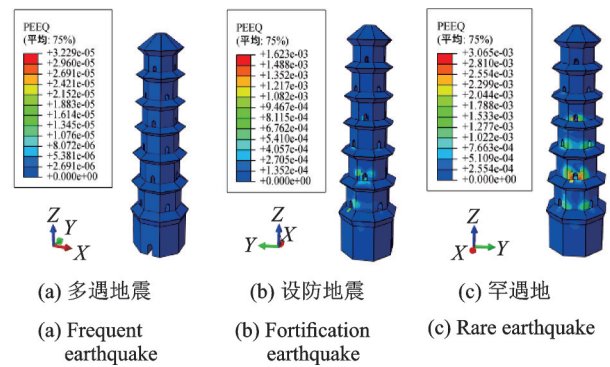 PEEQ
(平均: 75%)
+3.229e-05
+2.960e-05
+2.691e-05
+2.421e-05
+2.152e-05
+1.883e-05
+1.614e-05
+1.345e-05
+1.076e-05
+8.072e-06
+5.381e-06
+2.691e-06
+0.000e+00
Z
Y
X
(a) 多遇地震
(a) Frequent
earthquake
PEEQ
(平均: 75%)
+1.623e-03
+1.488e-03
+1.352e-03
+1.217e-03
+1.082e-03
+9.467e-04
+8.115e-04
+6.762e-04
+5.410e-04
+4.057e-04
+2.705e-04
+1.352e-04
+0.000e+00
Z
Y
X
(b) 设防地震
(b) Fortification
earthquake
PEEQ
(平均: 75%)
+3.065e-03
+2.810e-03
+2.554e-03
+2.299e-03
+2.044e-03
+1.788e-03
+1.533e-03
+1.277e-03
+1.022e-03
+7.663e-04
+5.109e-04
+2.554e-04
+0.000e+00
Z
X
Y
(c) 罕遇地
(c) Rare earthquake